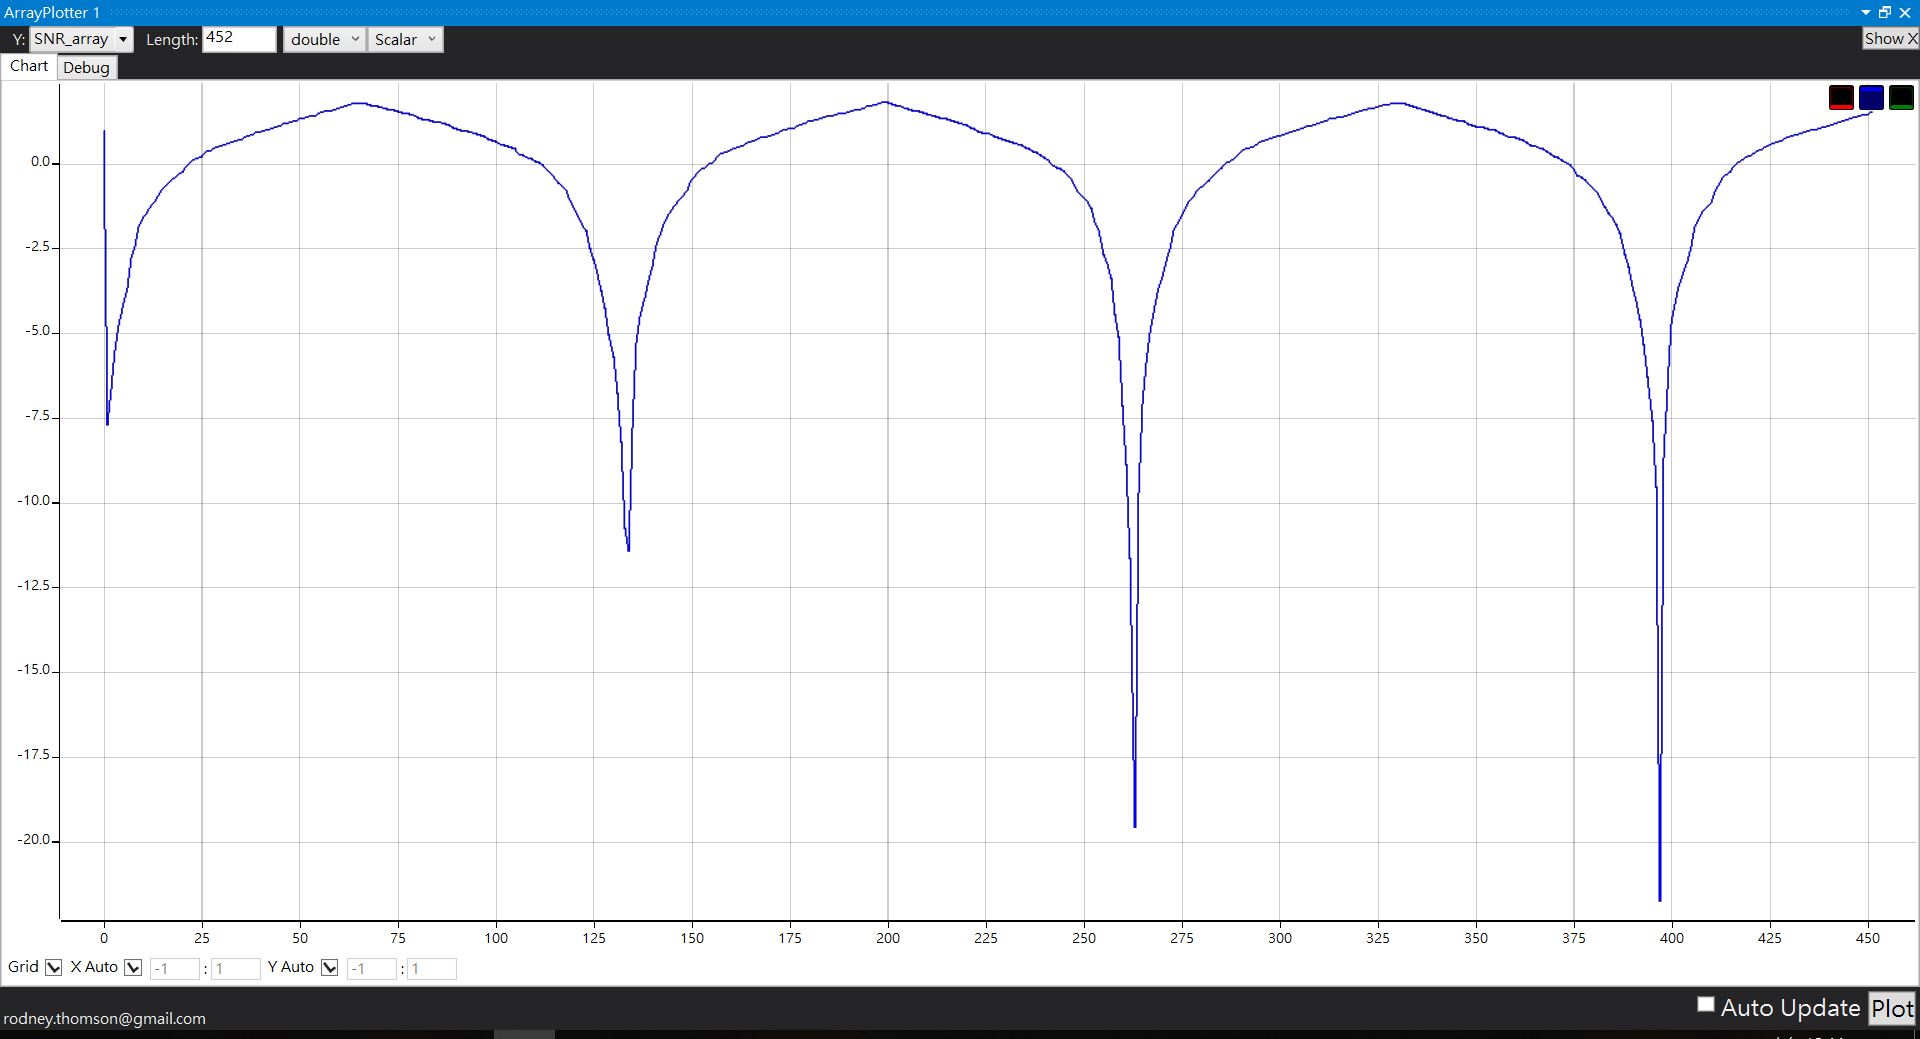 ArrayPlotter 1
Y: SNR_array Length: 452 double Scalar Show X
Chart Debug
0.0
-2.5
-5.0
-7.5
-10.0
-12.5
-15.0
-17.5
-20.0
0 25 50 75 100 125 150 175 200 225 250 275 300 325 350 375 400 425 450
Grid X Auto -1 : 1 Y Auto -1 : 1
Auto Update Plot
rodney.thomson@gmail.com